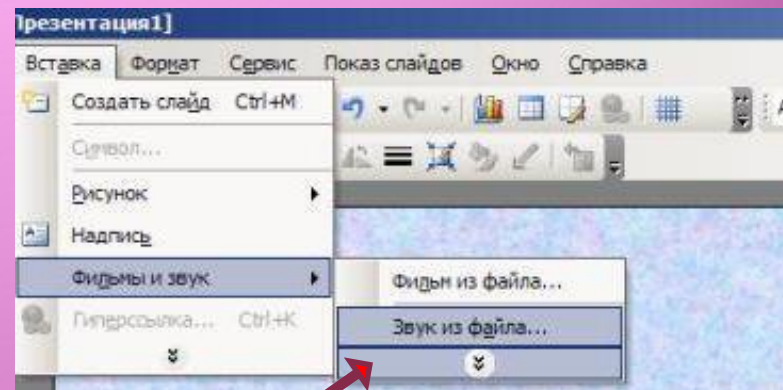 Презентация1]
Вставка Формат Сервис Показ слайдов Окно Справка
Создать слайд Ctrl+M
Символ...
Рисунок
Надпись
Фильмы и звук
Фильм из файла...
Гиперссылка... Ctrl+K
Звук из файла...